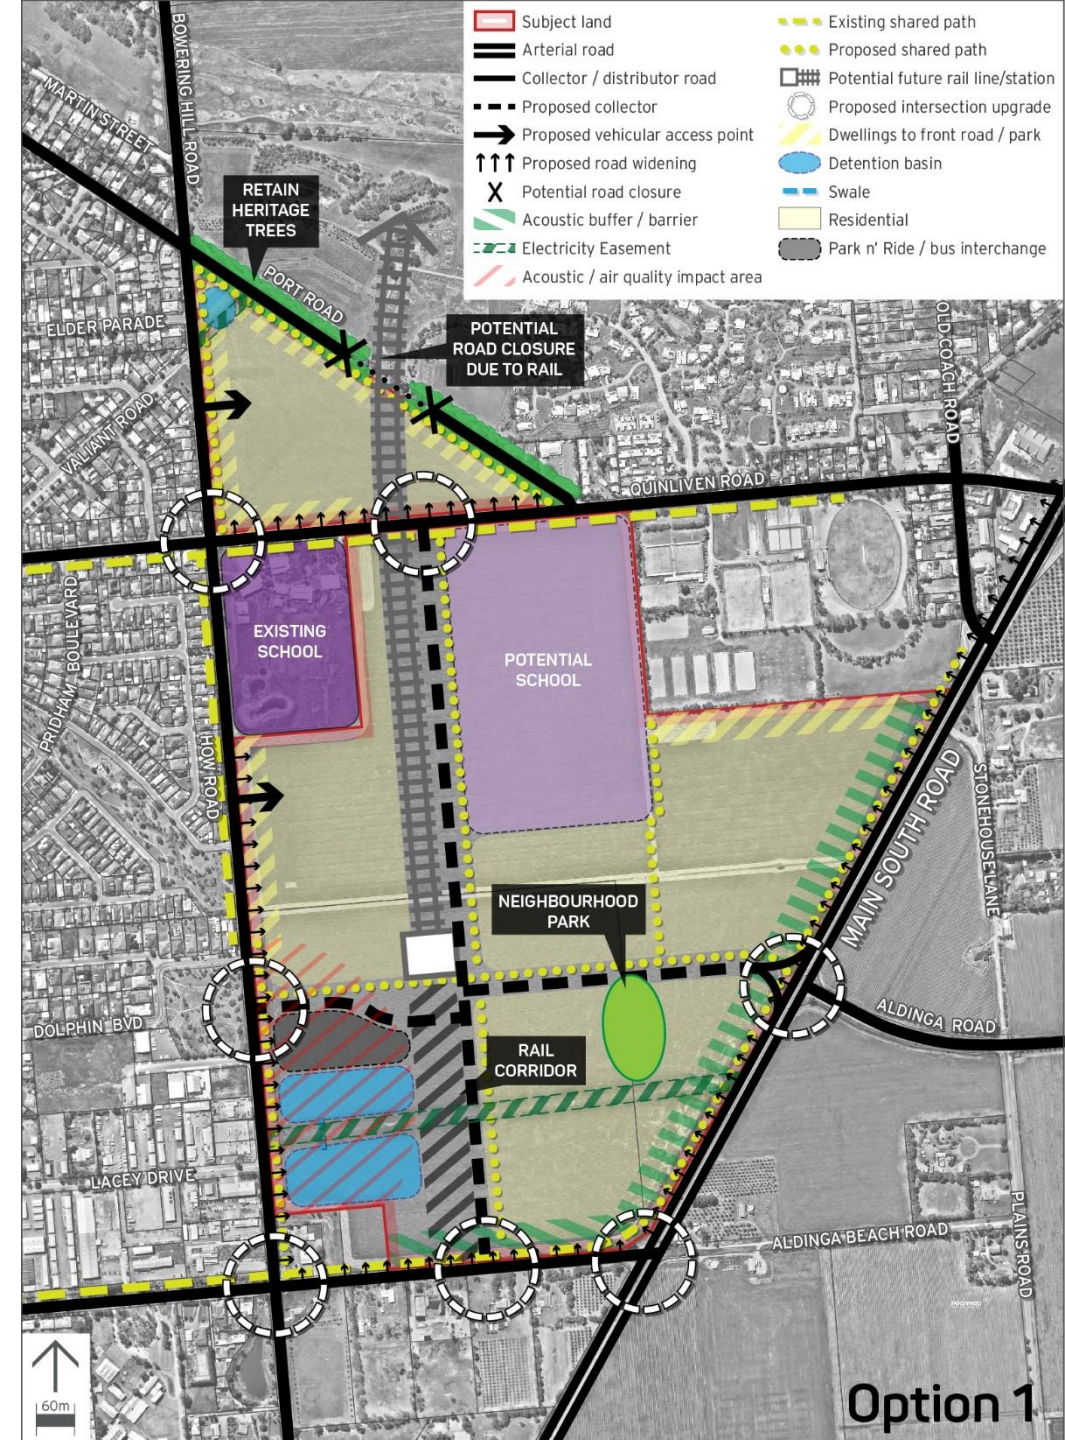 Subject land
Arterial road
Collector / distributor road
Proposed collector
Proposed vehicular access point
Proposed road widening
Potential road closure
Acoustic buffer / barrier
Electricity Easement
Acoustic / air quality impact area
Existing shared path
Proposed shared path
Potential future rail line/station
Proposed intersection upgrade
Dwellings to front road / park
Detention basin
Swale
Residential
Park n' Ride / bus interchange
BOWERING HILL ROAD
MARTIN STREET
RETAIN
HERITAGE
TREES
PORT ROAD
ELDER PARADE
POTENTIAL
ROAD CLOSURE
DUE TO RAIL
OLD COACH ROAD
VALIANT ROAD
QUINLIVEN ROAD
PRIDHAM BOULEVARD
EXISTING
SCHOOL
POTENTIAL
SCHOOL
HOW ROAD
MAIN SOUTH ROAD
STONEHOUSE LANE
NEIGHBOURHOOD
PARK
DOLPHIN BVD
ALDINGA ROAD
RAIL
CORRIDOR
LACEY DRIVE
ALDINGA BEACH ROAD
PLAINS ROAD
nearmap
60m
Option 1